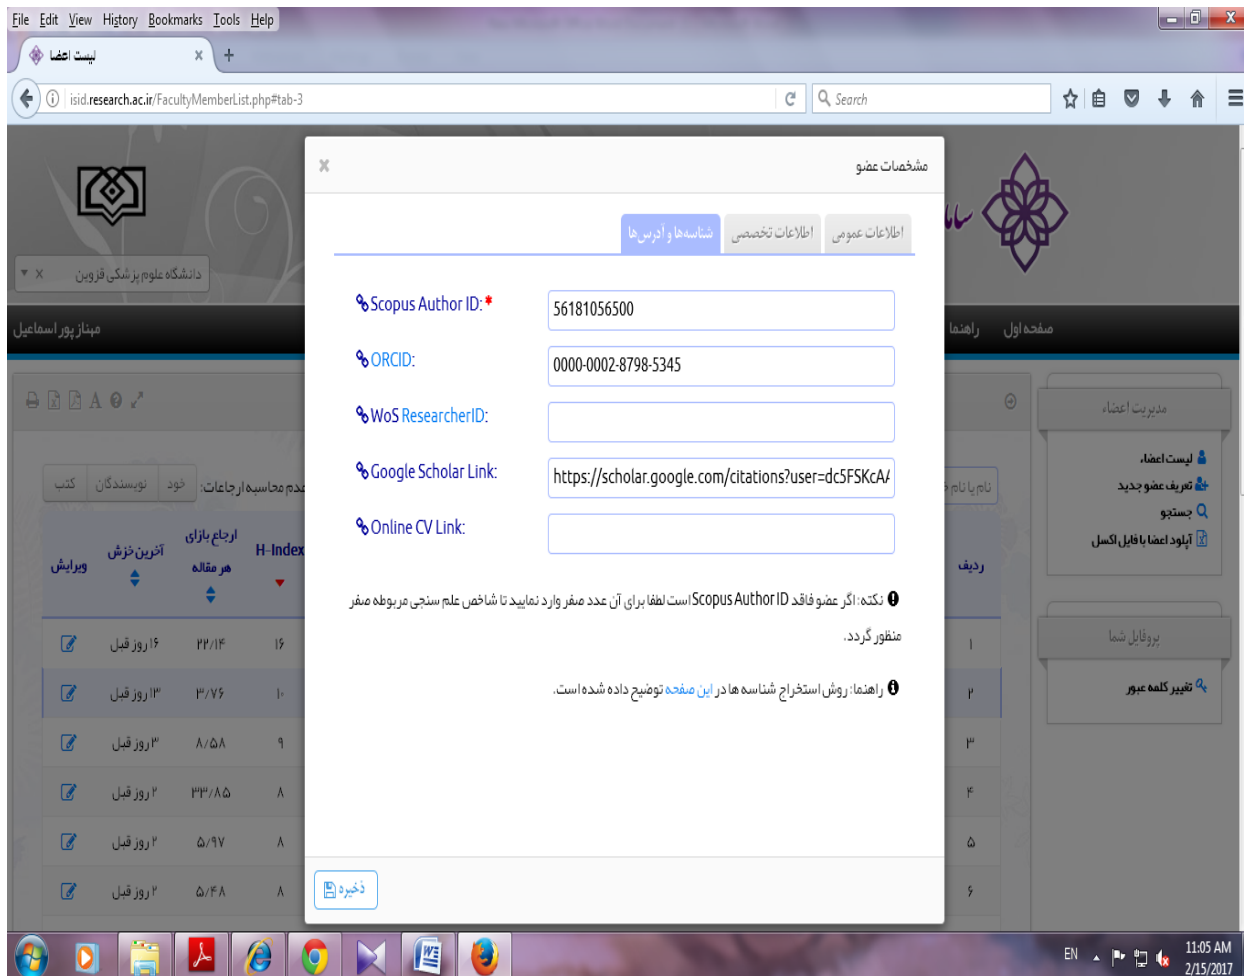 File Edit View History Bookmarks Tools Help
لیست اعضا
isid.research.ac.ir/FacultyMemberList.php#tab-3
Search
دانشگاه علوم پزشکی قزوین
صفحه اول راهنما
مهناز پور اسماعیل
مشخصات عضو
اطلاعات عمومی اطلاعات تخصصی شناسه‌ها و آدرس‌ها
Scopus Author ID:* 56181056500
ORCID: 0000-0002-8798-5345
WoS ResearcherID:
Google Scholar Link: https://scholar.google.com/citations?user=dc5FSKcAA
Online CV Link:
نکته: اگر عضو فاقد Scopus Author ID است لطفا برای آن عدد صفر وارد نمایید تا شاخص علم سنجی مربوطه صفر
منظور گردد.
راهنما: روش استخراج شناسه ها در این صفحه توضیح داده شده است.
ذخیره
مدیریت اعضاء
لیست اعضاء
تعریف عضو جدید
جستجو
آپلود اعضا با فایل اکسل
پروفایل شما
تغییر کلمه عبور
نام یا نام
عدم محاسبه ارجاعات: خود نویسندگان کتب
ردیف H-Index ارجاع بازای هر مقاله آخرین خزش ویرایش
۱ ۱۶ ۲۲/۱۴ ۱۶ روز قبل
۲ ۱۰ ۳/۷۶ ۱۳ روز قبل
۳ ۹ ۸/۵۸ ۳ روز قبل
۴ ۸ ۳۳/۸۵ ۲ روز قبل
۵ ۸ ۵/۹۷ ۲ روز قبل
۶ ۸ ۵/۴۸ ۲ روز قبل
EN
11:05 AM
2/15/2017